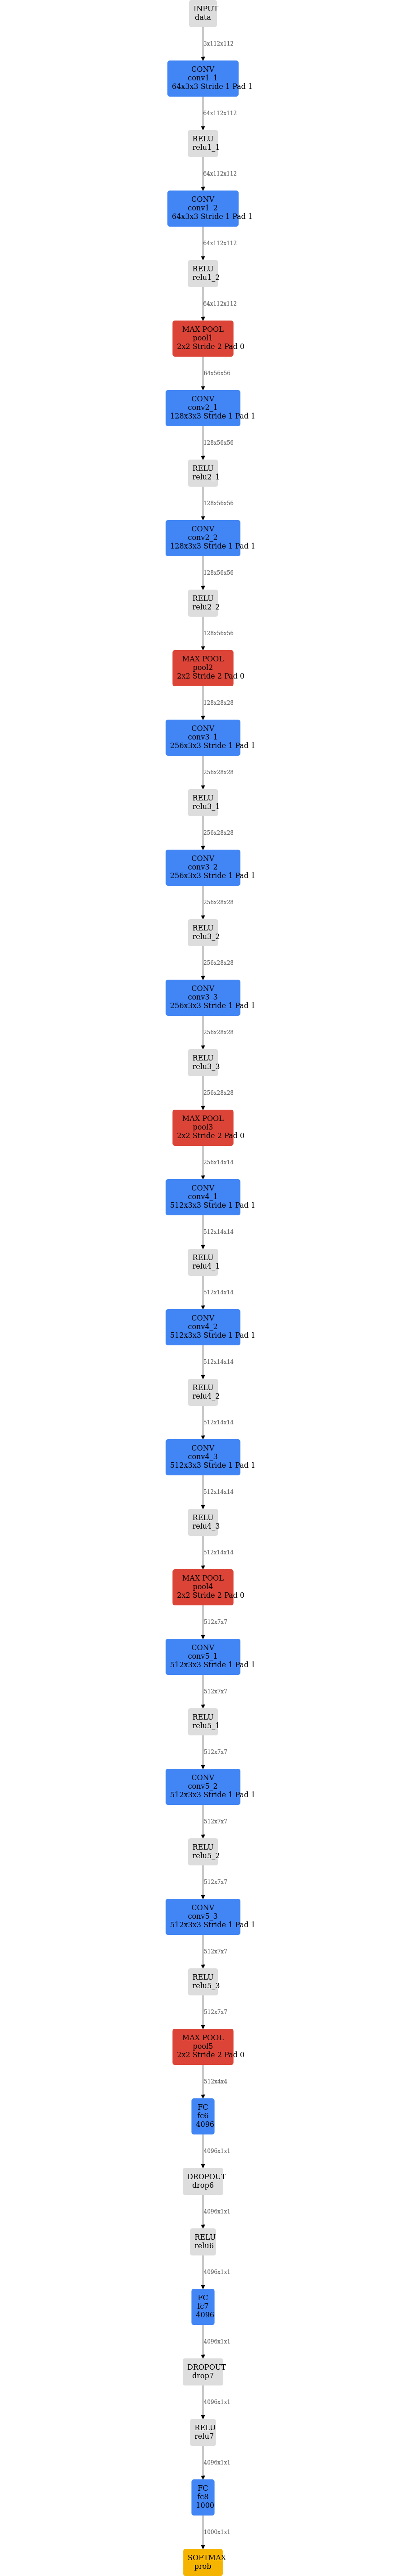 INPUT
data
3x112x112
CONV
conv1_1
64x3x3 Stride 1 Pad 1
64x112x112
RELU
relu1_1
64x112x112
CONV
conv1_2
64x3x3 Stride 1 Pad 1
64x112x112
RELU
relu1_2
64x112x112
MAX POOL
pool1
2x2 Stride 2 Pad 0
64x56x56
CONV
conv2_1
128x3x3 Stride 1 Pad 1
128x56x56
RELU
relu2_1
128x56x56
CONV
conv2_2
128x3x3 Stride 1 Pad 1
128x56x56
RELU
relu2_2
128x56x56
MAX POOL
pool2
2x2 Stride 2 Pad 0
128x28x28
CONV
conv3_1
256x3x3 Stride 1 Pad 1
256x28x28
RELU
relu3_1
256x28x28
CONV
conv3_2
256x3x3 Stride 1 Pad 1
256x28x28
RELU
relu3_2
256x28x28
CONV
conv3_3
256x3x3 Stride 1 Pad 1
256x28x28
RELU
relu3_3
256x28x28
MAX POOL
pool3
2x2 Stride 2 Pad 0
256x14x14
CONV
conv4_1
512x3x3 Stride 1 Pad 1
512x14x14
RELU
relu4_1
512x14x14
CONV
conv4_2
512x3x3 Stride 1 Pad 1
512x14x14
RELU
relu4_2
512x14x14
CONV
conv4_3
512x3x3 Stride 1 Pad 1
512x14x14
RELU
relu4_3
512x14x14
MAX POOL
pool4
2x2 Stride 2 Pad 0
512x7x7
CONV
conv5_1
512x3x3 Stride 1 Pad 1
512x7x7
RELU
relu5_1
512x7x7
CONV
conv5_2
512x3x3 Stride 1 Pad 1
512x7x7
RELU
relu5_2
512x7x7
CONV
conv5_3
512x3x3 Stride 1 Pad 1
512x7x7
RELU
relu5_3
512x7x7
MAX POOL
pool5
2x2 Stride 2 Pad 0
512x4x4
FC
fc6
4096
4096x1x1
DROPOUT
drop6
4096x1x1
RELU
relu6
4096x1x1
FC
fc7
4096
4096x1x1
DROPOUT
drop7
4096x1x1
RELU
relu7
4096x1x1
FC
fc8
1000
1000x1x1
SOFTMAX
prob